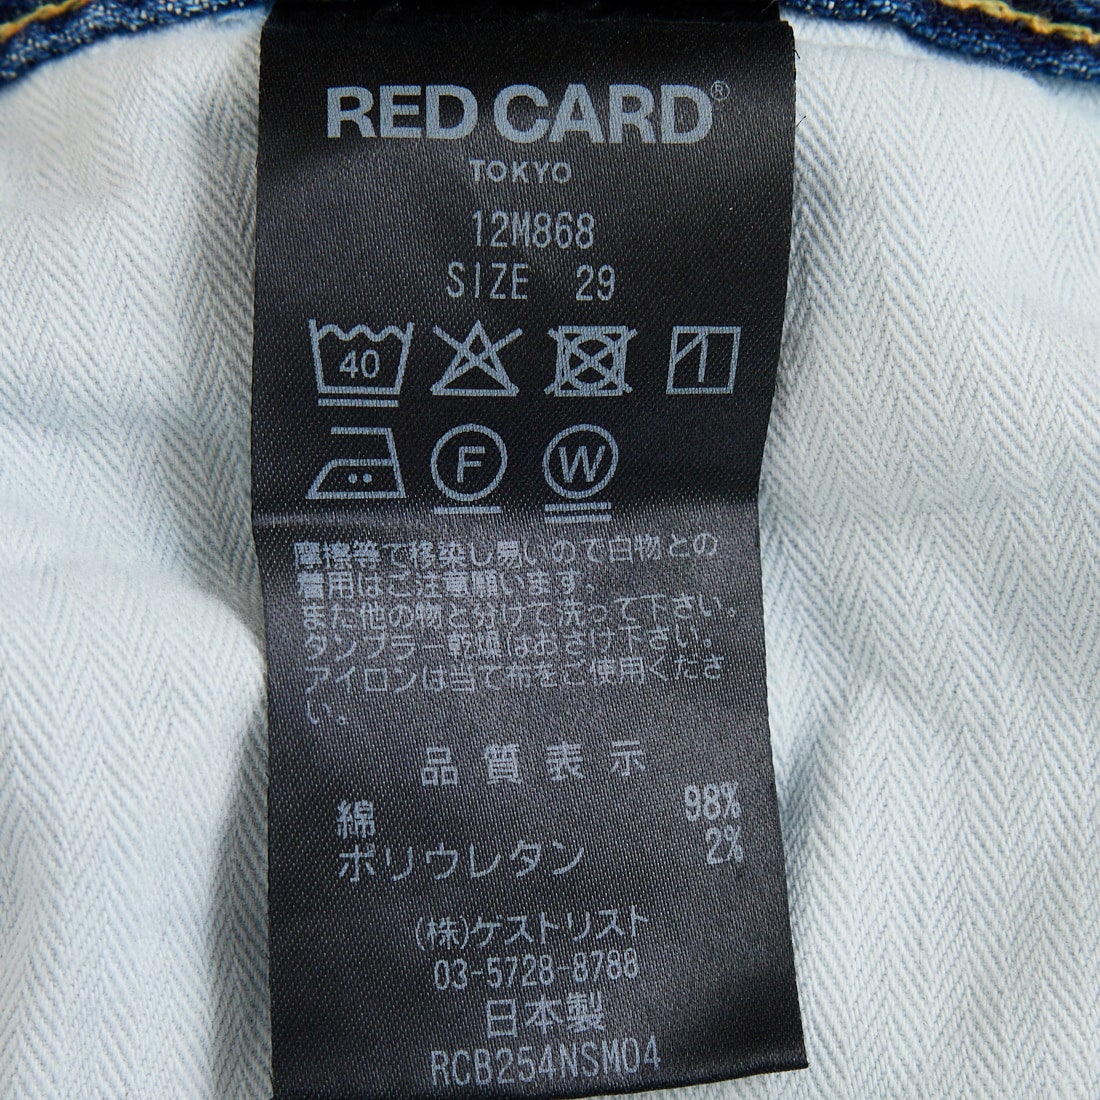 RED CARD®
TOKYO
12M868
SIZE 29
40
F W
摩擦等で移染し易いので白物との
着用はご注意願います。
また他の物と分けて洗って下さい。
タンブラー乾燥はおさけ下さい。
アイロンは当て布をご使用くださ
い。
品質表示
綿 98%
ポリウレタン 2%
(株)ゲストリスト
03-5728-8788
日本製
RCB254NSM04